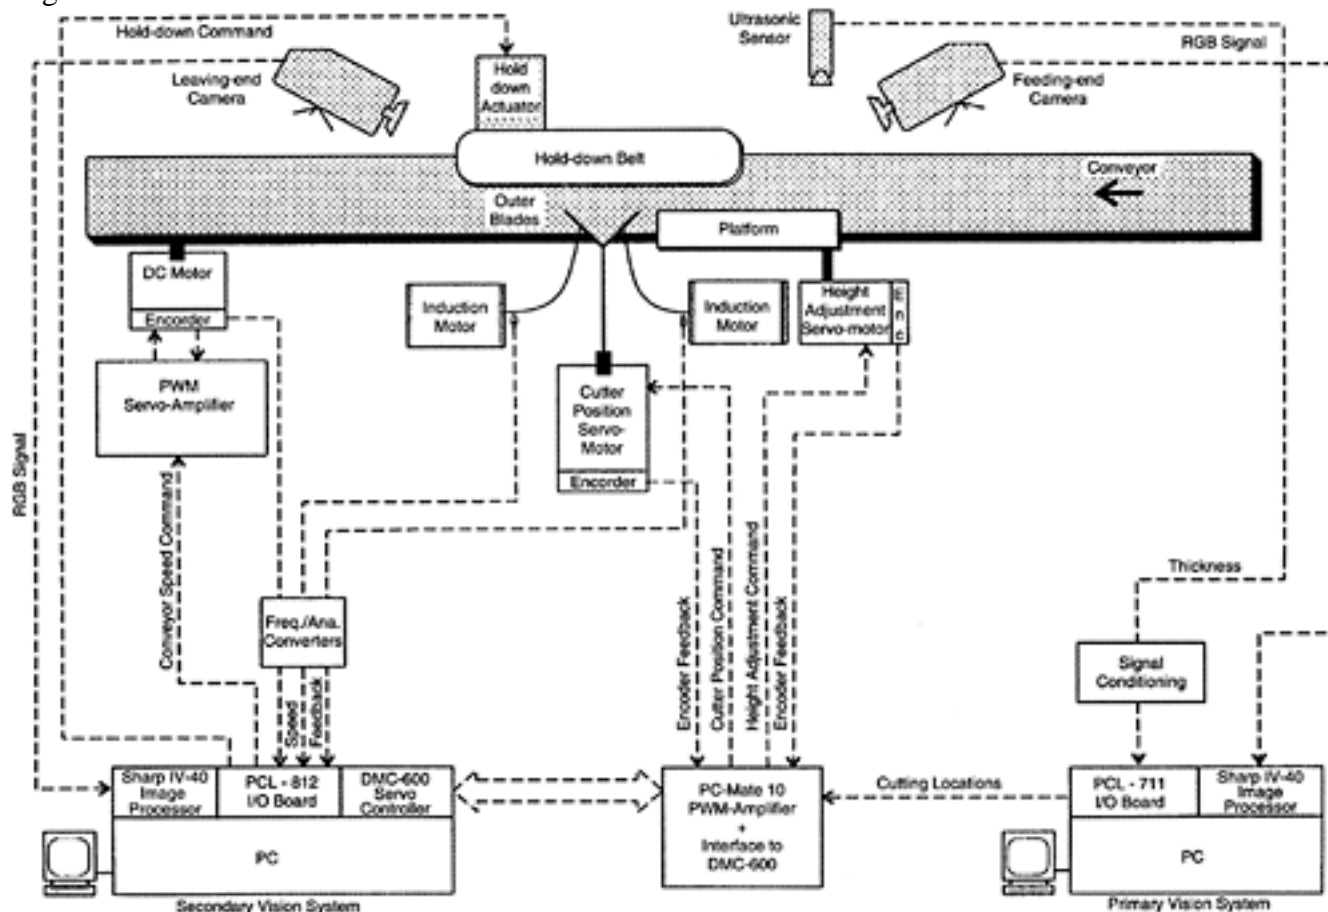 Hold-down Command
Ultrasonic
Sensor
RGB Signal
Leaving-end
Camera
Hold
down
Actuator
Feeding-end
Camera
Hold-down Belt
Conveyor
Outer
Blades
Platform
DC Motor
Encorder
Induction
Motor
Induction
Motor
Height
Adjustment
Servo-motor
Enc
PWM
Servo-Amplifier
Cutter
Position
Servo-
Motor
Encorder
RGB Signal
Conveyor Speed Command
Freq./Ana.
Converters
Speed
Feedback
Encoder Feedback
Cutter Position Command
Height Adjustment Command
Encoder Feedback
Thickness
Signal
Conditioning
Sharp IV-40
Image
Processor
PCL - 812
I/O Board
DMC-600
Servo
Controller
PC
Secondary Vision System
PC-Mate 10
PWM-Amplifier
+
Interface to
DMC-600
Cutting Locations
PCL - 711
I/O Board
Sharp IV-40
Image
Processor
PC
Primary Vision System